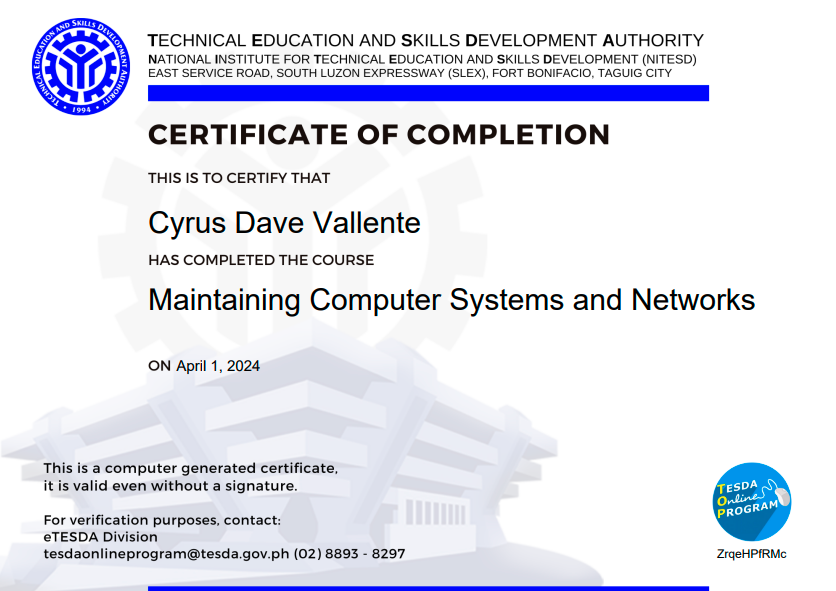 TECHNICAL EDUCATION AND SKILLS DEVELOPMENT AUTHORITY
• 1994 •
TECHNICAL EDUCATION AND SKILLS DEVELOPMENT AUTHORITY
NATIONAL INSTITUTE FOR TECHNICAL EDUCATION AND SKILLS DEVELOPMENT (NITESD)
EAST SERVICE ROAD, SOUTH LUZON EXPRESSWAY (SLEX), FORT BONIFACIO, TAGUIG CITY
CERTIFICATE OF COMPLETION
THIS IS TO CERTIFY THAT
Cyrus Dave Vallente
HAS COMPLETED THE COURSE
Maintaining Computer Systems and Networks
ON April 1, 2024
This is a computer generated certificate,
it is valid even without a signature.
For verification purposes, contact:
eTESDA Division
tesdaonlineprogram@tesda.gov.ph (02) 8893 - 8297
TESDA
Online
PROGRAM
ZrqeHPfRMc